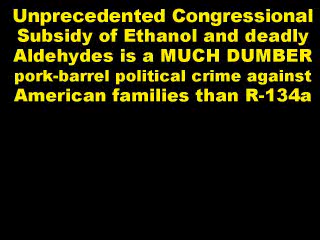 Unprecedented Congressional
Subsidy of Ethanol and deadly
Aldehydes is a MUCH DUMBER
pork-barrel political crime against
American families than R-134a